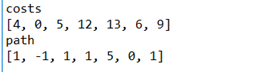 costs
[4, 0, 5, 12, 13, 6, 9]
path
[1, -1, 1, 1, 5, 0, 1]